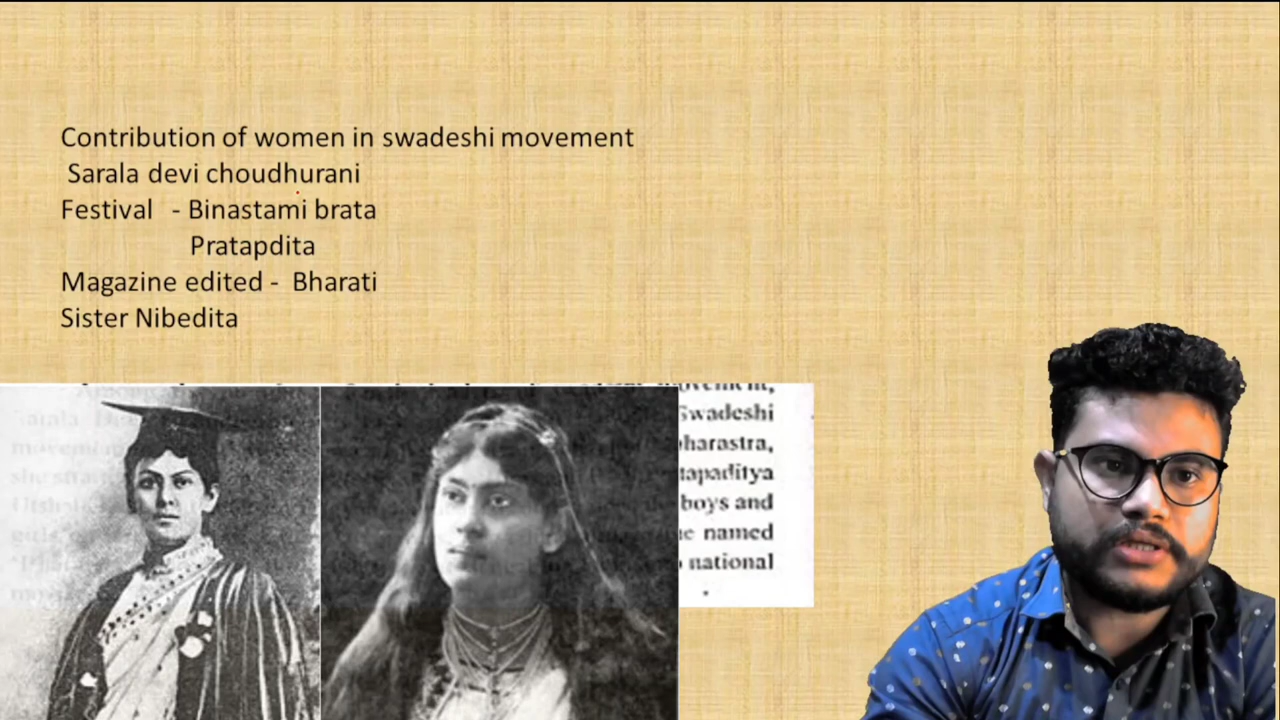 Contribution of women in swadeshi movement
Sarala devi choudhurani
Festival - Binastami brata
Pratapdita
Magazine edited - Bharati
Sister Nibedita
movement,
Swadeshi
tapaditya
boys and
named
national